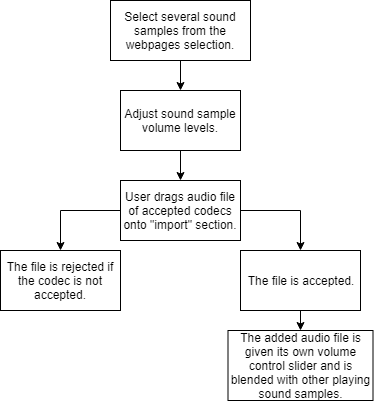 Select several sound
samples from the
webpages selection.
Adjust sound sample
volume levels.
User drags audio file
of accepted codecs
onto "import" section.
The file is rejected if
the codec is not
accepted.
The file is accepted.
The added audio file is
given its own volume
control slider and is
blended with other playing
sound samples.